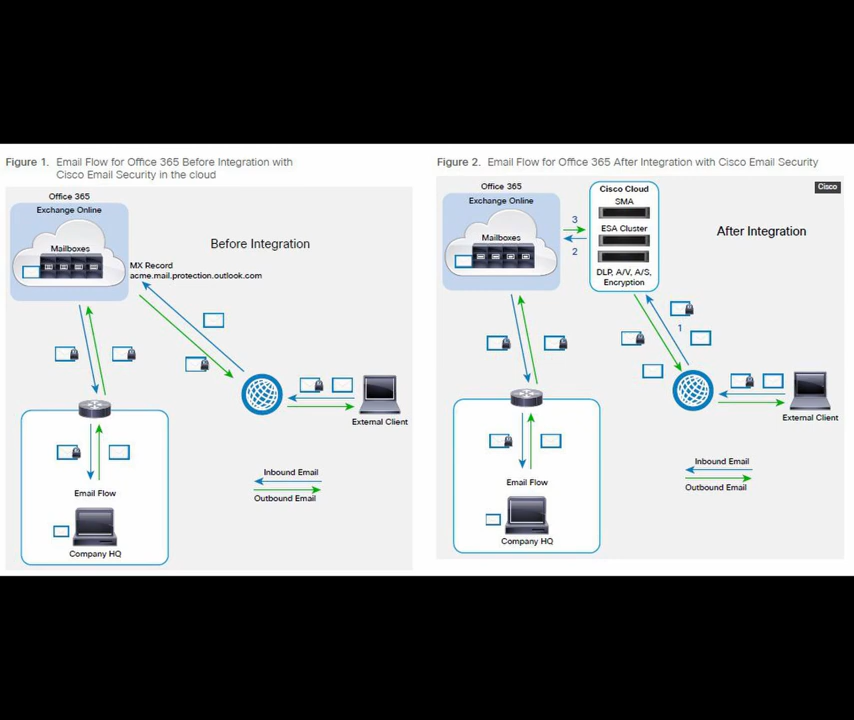 Figure 1. Email Flow for Office 365 Before Integration with
Cisco Email Security in the cloud
Office 365
Exchange Online
Mailboxes
Before Integration
MX Record
acme.mail.protection.outlook.com
External Client
Inbound Email
Outbound Email
Email Flow
Company HQ
Figure 2. Email Flow for Office 365 After Integration with Cisco Email Security
Office 365
Exchange Online
Mailboxes
3
2
Cisco Cloud
SMA
ESA Cluster
DLP, A/V, A/S,
Encryption
Cisco
After Integration
1
External Client
Inbound Email
Outbound Email
Email Flow
Company HQ